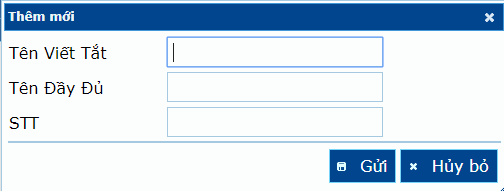 Thêm mới
Tên Viết Tắt
Tên Đầy Đủ
STT
Gửi Hủy bỏ